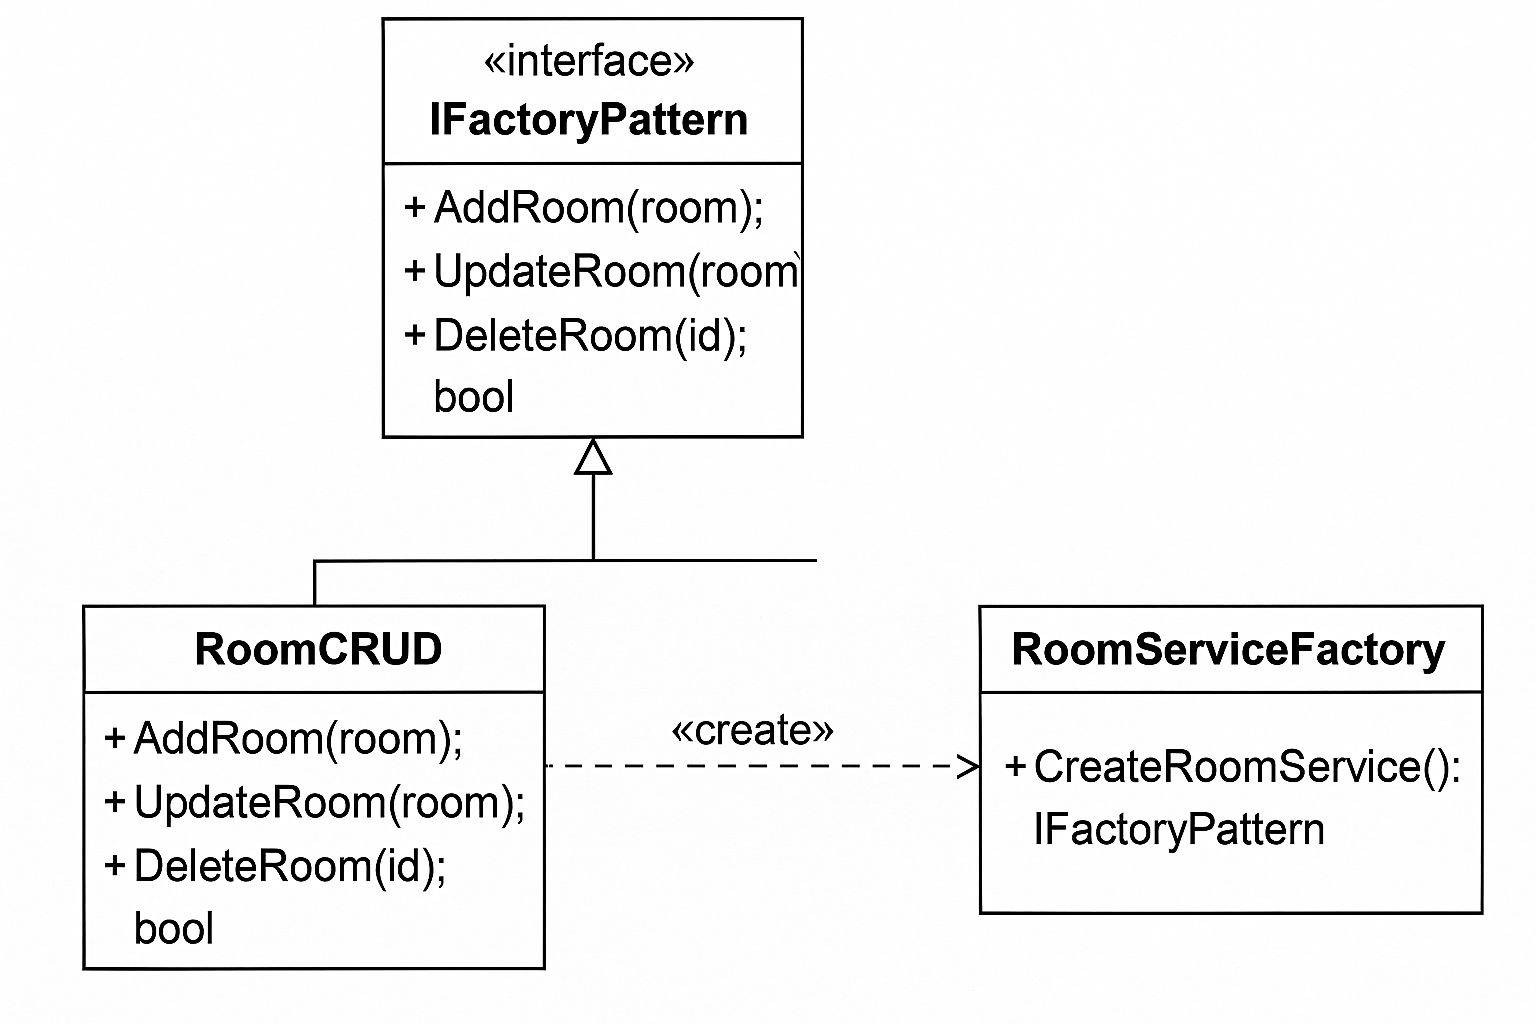 «interface»
IFactoryPattern
+ AddRoom(room);
+ UpdateRoom(room)
+ DeleteRoom(id);
bool
RoomCRUD
+ AddRoom(room);
+ UpdateRoom(room);
+ DeleteRoom(id);
bool
«create»
RoomServiceFactory
+ CreateRoomService():
IFactoryPattern